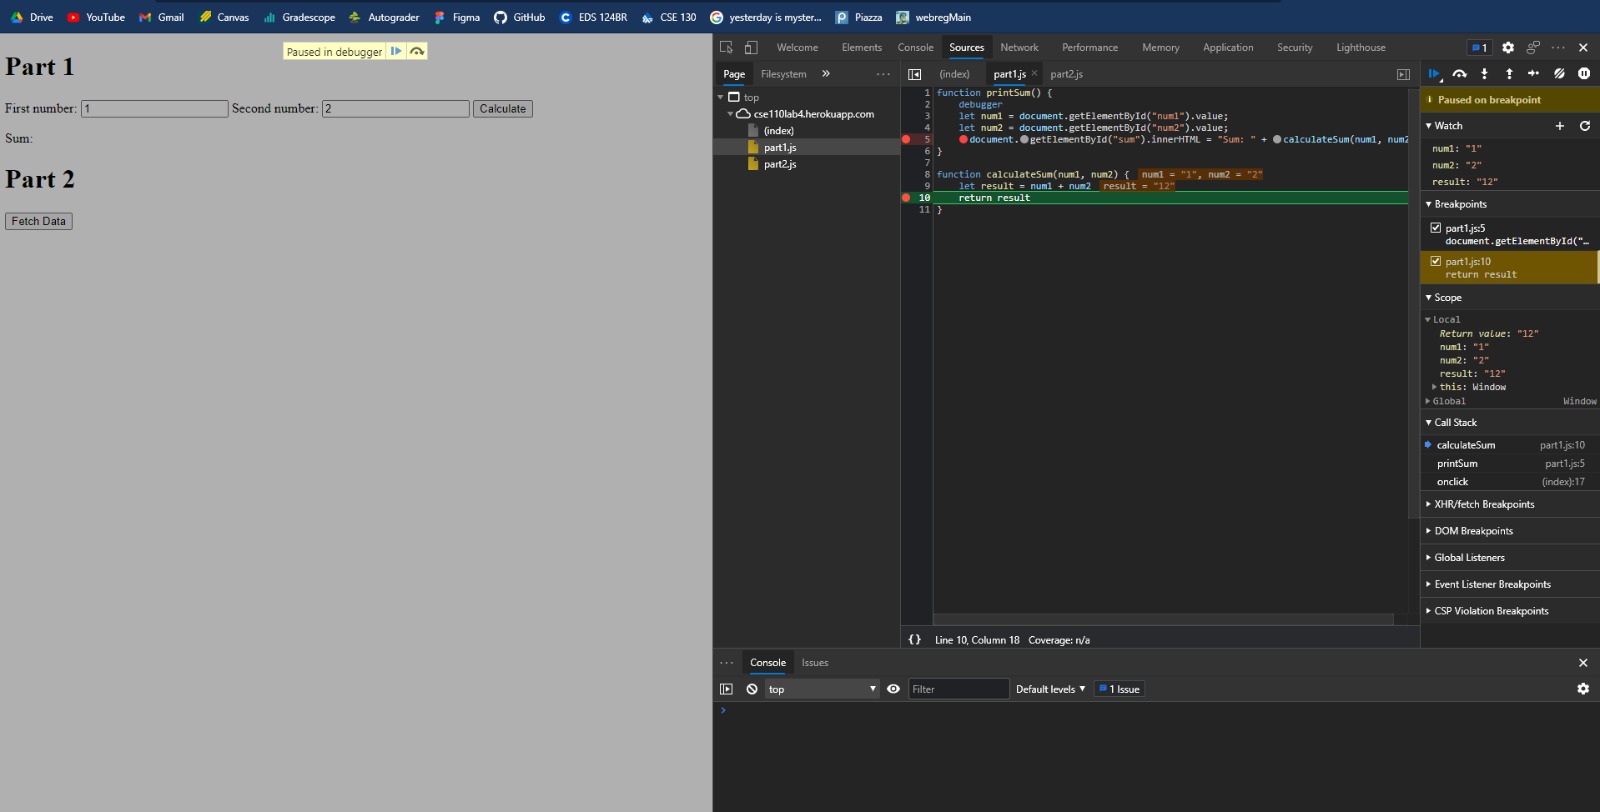 Drive YouTube Gmail Canvas Gradescope Autograder Figma GitHub EDS 124BR CSE 130 yesterday is myster... Piazza webregMain
Paused in debugger
Part 1
First number: 1 Second number: 2 Calculate
Sum:
Part 2
Fetch Data
Welcome Elements Console Sources Network Performance Memory Application Security Lighthouse 1
Page Filesystem » ...
top
cse110lab4.herokuapp.com
(index)
part1.js
part2.js
(index) part1.js × part2.js
1 function printSum() {
2 debugger
3 let num1 = document.getElementById("num1").value;
4 let num2 = document.getElementById("num2").value;
5 document.getElementById("sum").innerHTML = "Sum: " + calculateSum(num1, num2
6 }
7
8 function calculateSum(num1, num2) { num1 = "1", num2 = "2"
9 let result = num1 + num2 result = "12"
10 return result
11 }
{} Line 10, Column 18 Coverage: n/a
Paused on breakpoint
Watch
num1: "1"
num2: "2"
result: "12"
Breakpoints
part1.js:5
document.getElementById("…
part1.js:10
return result
Scope
Local
Return value: "12"
num1: "1"
num2: "2"
result: "12"
this: Window
Global Window
Call Stack
calculateSum part1.js:10
printSum part1.js:5
onclick (index):17
XHR/fetch Breakpoints
DOM Breakpoints
Global Listeners
Event Listener Breakpoints
CSP Violation Breakpoints
... Console Issues
top Filter Default levels 1 Issue
>